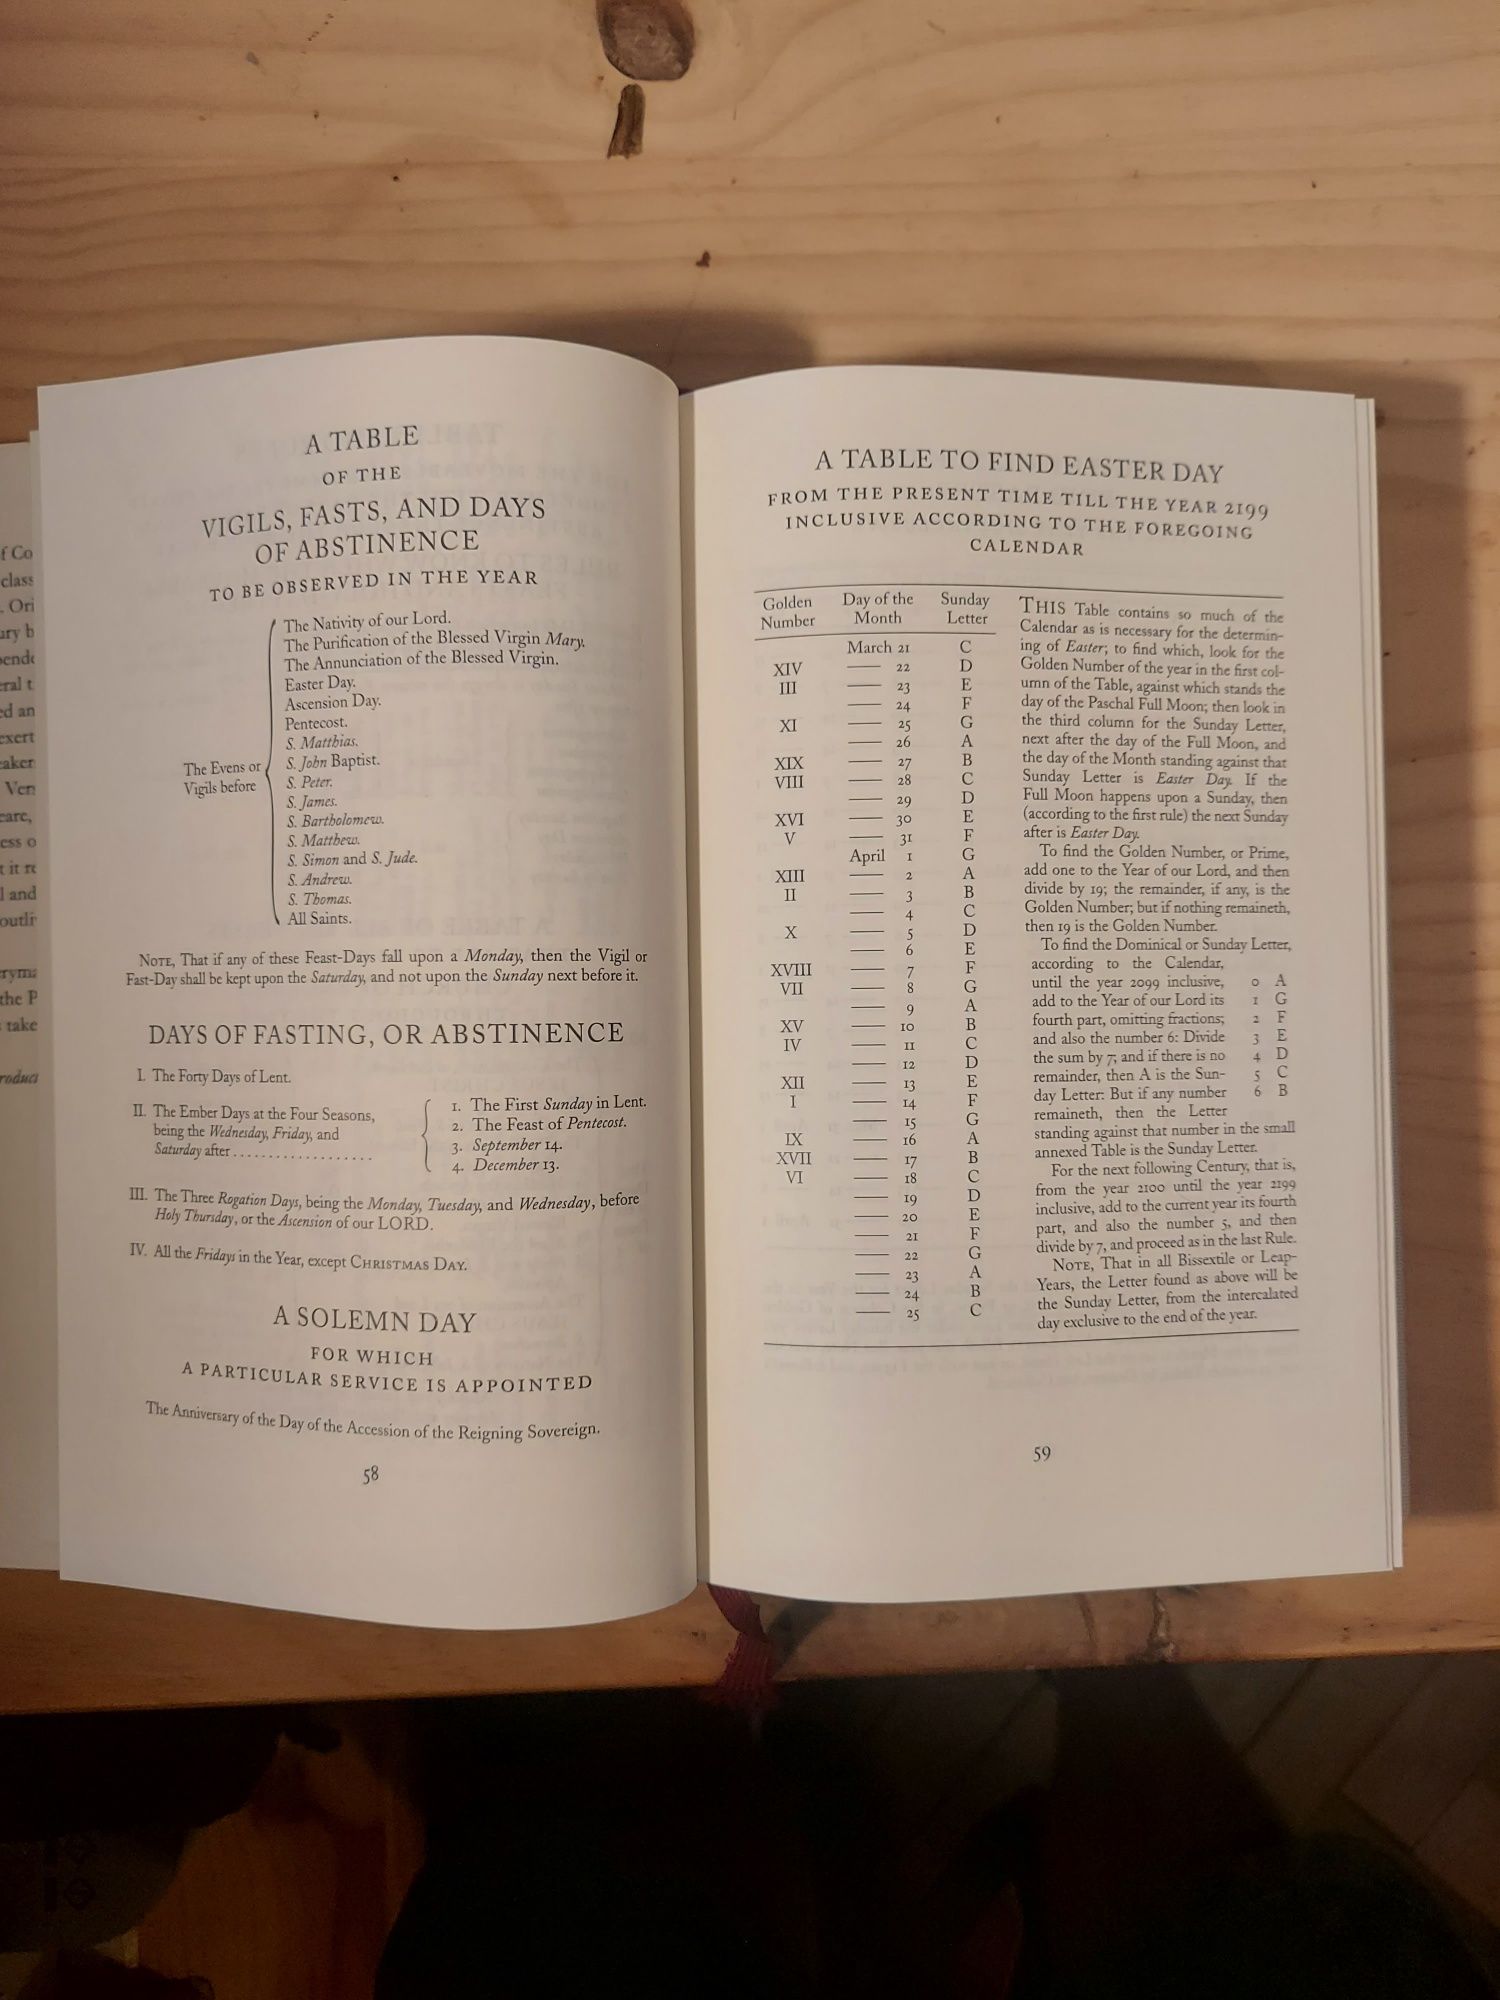 f Co
class
. Ori
ury b
pende
eral t
ed an
exert
aker
Ven
care,
ess o
t it re
l and
outli
eryma
the P
take
roduct
A TABLE
OF THE
VIGILS, FASTS, AND DAYS
OF ABSTINENCE
TO BE OBSERVED IN THE YEAR
The Evens or
Vigils before
The Nativity of our Lord.
The Purification of the Blessed Virgin Mary.
The Annunciation of the Blessed Virgin.
Easter Day.
Ascension Day.
Pentecost.
S. Matthias.
S. John Baptist.
S. Peter.
S. James.
S. Bartholomew.
S. Matthew.
S. Simon and S. Jude.
S. Andrew.
S. Thomas.
All Saints.
NOTE, That if any of these Feast-Days fall upon a Monday, then the Vigil or
Fast-Day shall be kept upon the Saturday, and not upon the Sunday next before it.
DAYS OF FASTING, OR ABSTINENCE
I. The Forty Days of Lent.
II. The Ember Days at the Four Seasons,
being the Wednesday, Friday, and
Saturday after . . . . . . . . . . . . . . . . . . .
1. The First Sunday in Lent.
2. The Feast of Pentecost.
3. September 14.
4. December 13.
III. The Three Rogation Days, being the Monday, Tuesday, and Wednesday, before
Holy Thursday, or the Ascension of our LORD.
IV. All the Fridays in the Year, except CHRISTMAS DAY.
A SOLEMN DAY
FOR WHICH
A PARTICULAR SERVICE IS APPOINTED
The Anniversary of the Day of the Accession of the Reigning Sovereign.
58
A TABLE TO FIND EASTER DAY
FROM THE PRESENT TIME TILL THE YEAR 2199
INCLUSIVE ACCORDING TO THE FOREGOING
CALENDAR
Golden Day of the Sunday
Number Month Letter
March 21 C
XIV —— 22 D
III —— 23 E
—— 24 F
XI —— 25 G
—— 26 A
XIX —— 27 B
VIII —— 28 C
—— 29 D
XVI —— 30 E
V —— 31 F
April 1 G
XIII —— 2 A
II —— 3 B
—— 4 C
X —— 5 D
—— 6 E
XVIII —— 7 F
VII —— 8 G
—— 9 A
XV —— 10 B
IV —— 11 C
—— 12 D
XII —— 13 E
I —— 14 F
—— 15 G
IX —— 16 A
XVII —— 17 B
VI —— 18 C
—— 19 D
—— 20 E
—— 21 F
—— 22 G
—— 23 A
—— 24 B
—— 25 C
THIS Table contains so much of the
Calendar as is necessary for the determin-
ing of Easter; to find which, look for the
Golden Number of the year in the first col-
umn of the Table, against which stands the
day of the Paschal Full Moon; then look in
the third column for the Sunday Letter,
next after the day of the Full Moon, and
the day of the Month standing against that
Sunday Letter is Easter Day. If the
Full Moon happens upon a Sunday, then
(according to the first rule) the next Sunday
after is Easter Day.
To find the Golden Number, or Prime,
add one to the Year of our Lord, and then
divide by 19; the remainder, if any, is the
Golden Number; but if nothing remaineth,
then 19 is the Golden Number.
To find the Dominical or Sunday Letter,
according to the Calendar,
until the year 2099 inclusive, 0 A
add to the Year of our Lord its 1 G
fourth part, omitting fractions; 2 F
and also the number 6: Divide 3 E
the sum by 7, and if there is no 4 D
remainder, then A is the Sun- 5 C
day Letter: But if any number 6 B
remaineth, then the Letter
standing against that number in the small
annexed Table is the Sunday Letter.
For the next following Century, that is,
from the year 2100 until the year 2199
inclusive, add to the current year its fourth
part, and also the number 5, and then
divide by 7, and proceed as in the last Rule.
NOTE, That in all Bissextile or Leap-
Years, the Letter found as above will be
the Sunday Letter, from the intercalated
day exclusive to the end of the year.
59